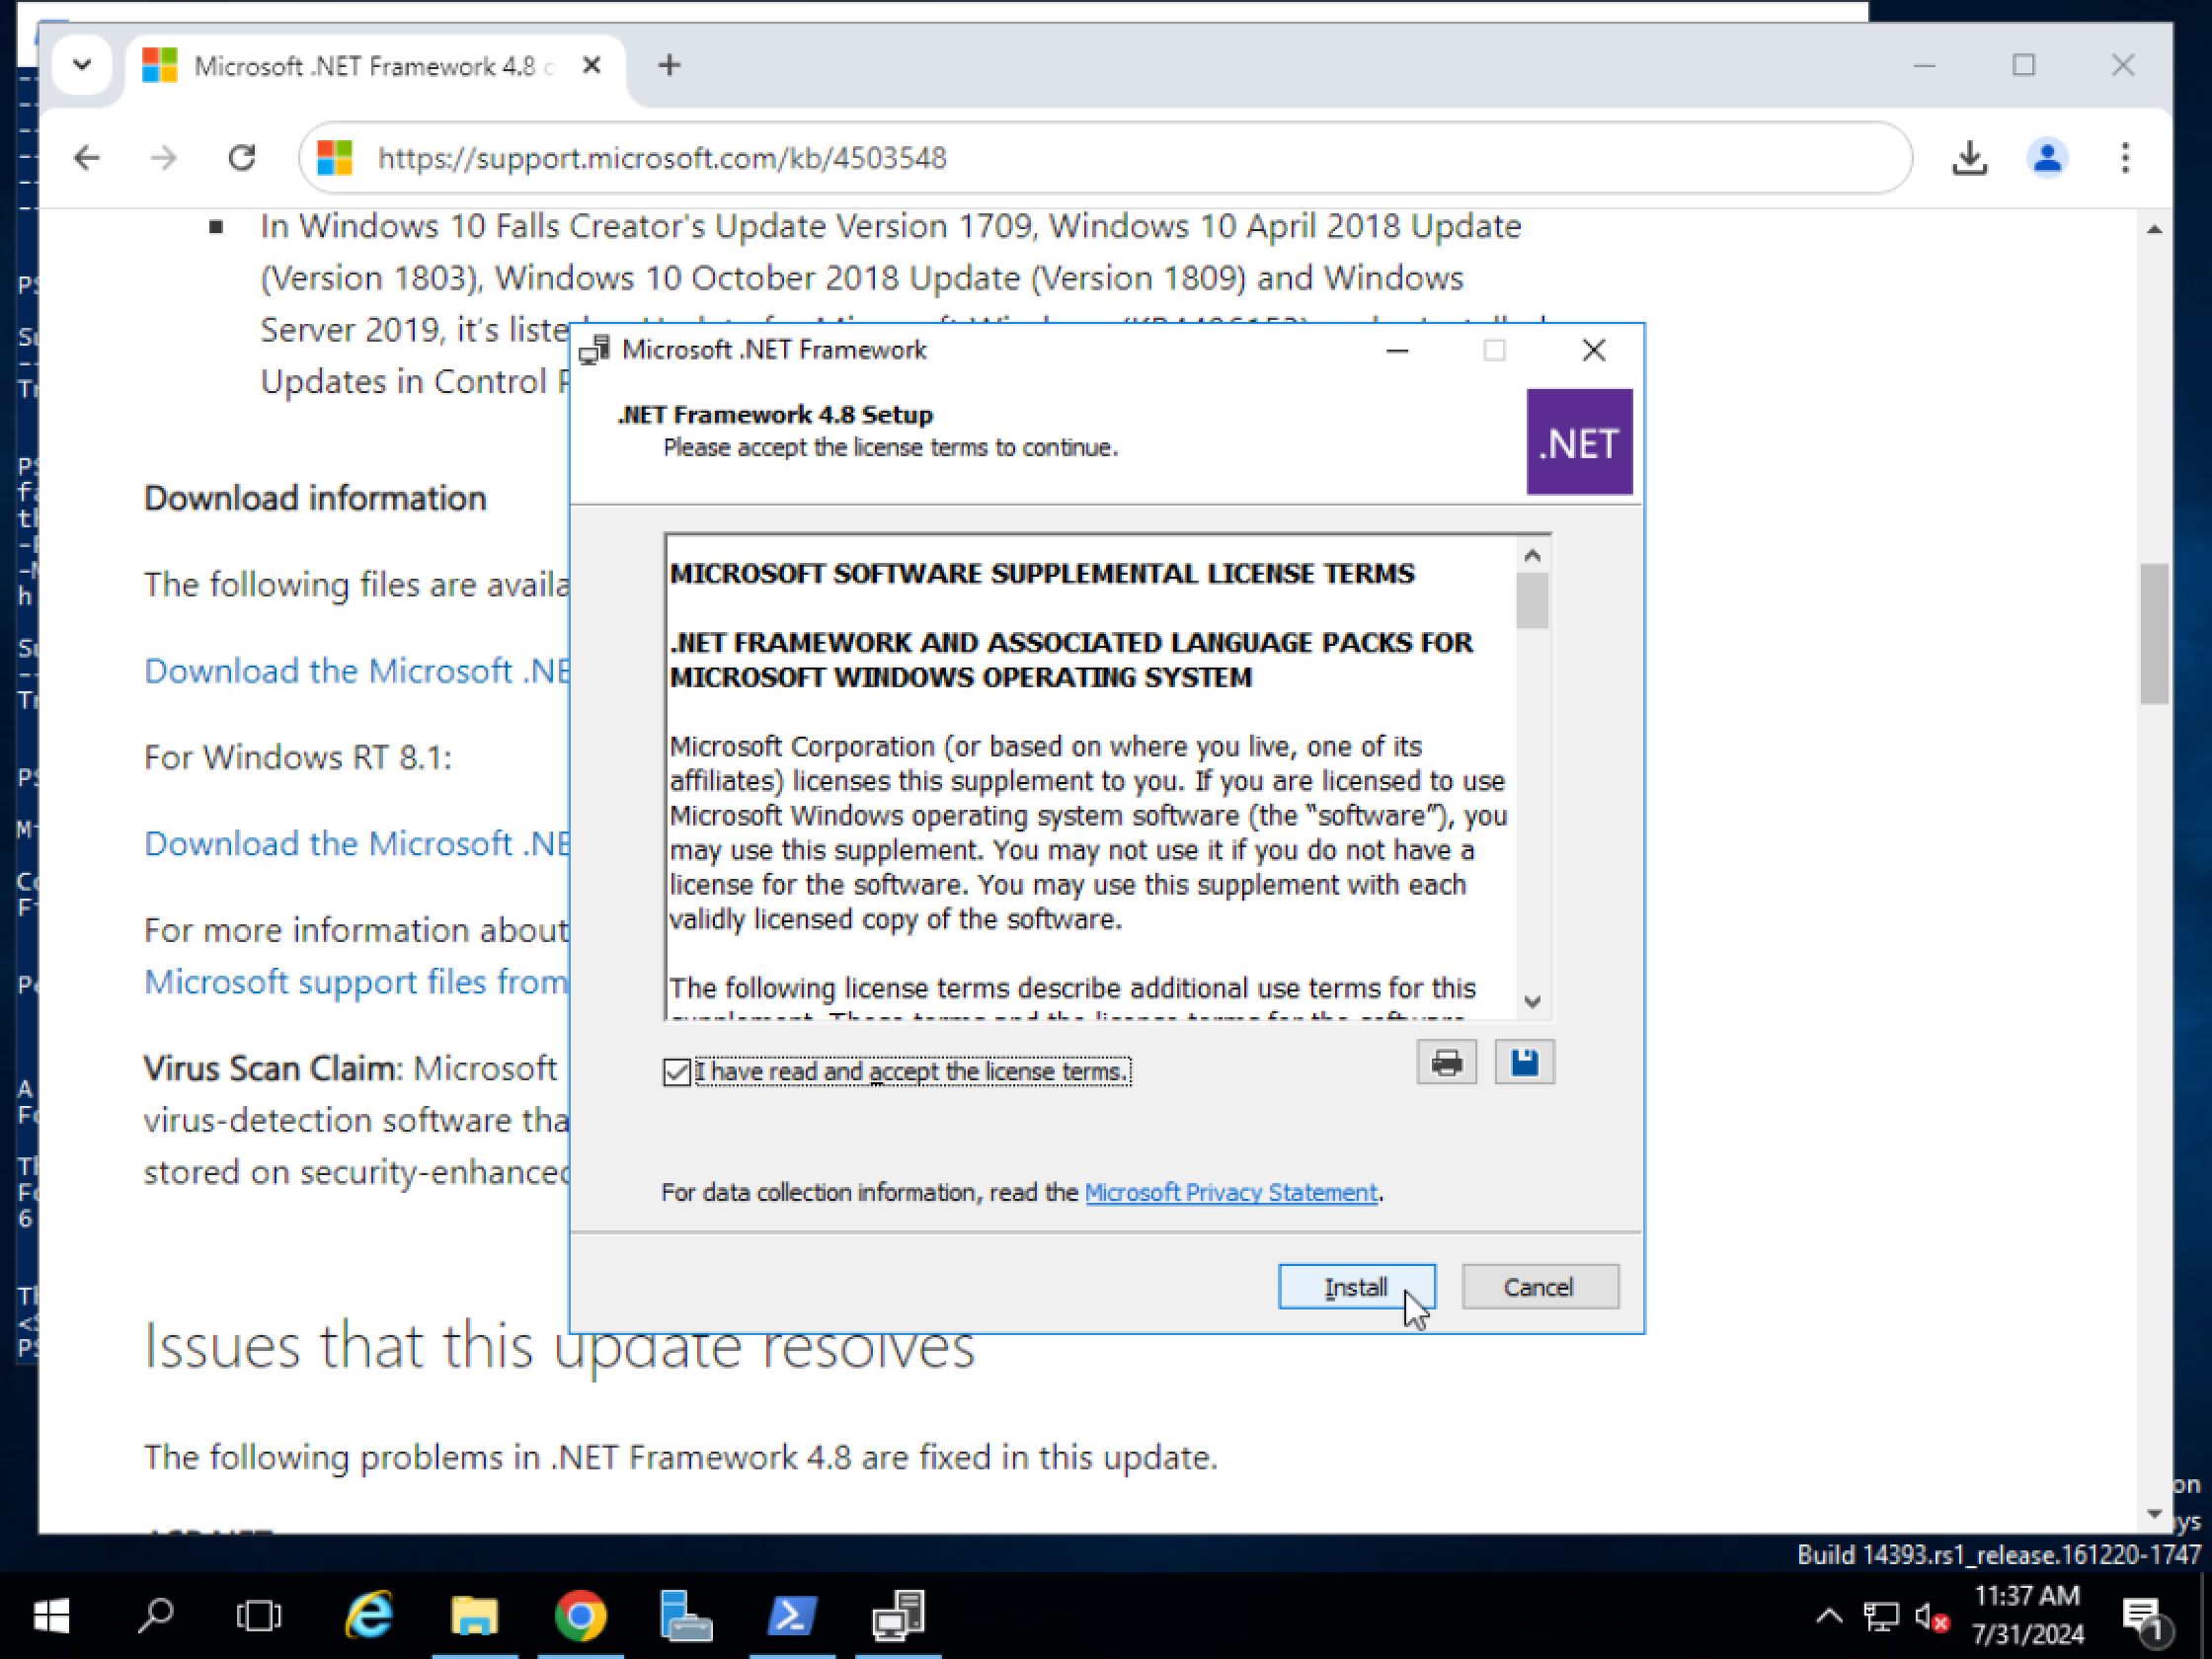 Microsoft .NET Framework 4.8
https://support.microsoft.com/kb/4503548
In Windows 10 Falls Creator's Update Version 1709, Windows 10 April 2018 Update
(Version 1803), Windows 10 October 2018 Update (Version 1809) and Windows
Server 2019, it's liste
Updates in Control
Download information
The following files are availa
Download the Microsoft .NE
For Windows RT 8.1:
Download the Microsoft .NE
For more information about
Microsoft support files from
Virus Scan Claim: Microsoft
virus-detection software tha
stored on security-enhanced
Issues that this update resolves
The following problems in .NET Framework 4.8 are fixed in this update.
Microsoft .NET Framework
.NET Framework 4.8 Setup
Please accept the license terms to continue.
.NET
MICROSOFT SOFTWARE SUPPLEMENTAL LICENSE TERMS
.NET FRAMEWORK AND ASSOCIATED LANGUAGE PACKS FOR
MICROSOFT WINDOWS OPERATING SYSTEM
Microsoft Corporation (or based on where you live, one of its
affiliates) licenses this supplement to you. If you are licensed to use
Microsoft Windows operating system software (the “software”), you
may use this supplement. You may not use it if you do not have a
license for the software. You may use this supplement with each
validly licensed copy of the software.
The following license terms describe additional use terms for this
I have read and accept the license terms.
For data collection information, read the Microsoft Privacy Statement.
Install
Cancel
Build 14393.rs1_release.161220-1747
11:37 AM
7/31/2024
1